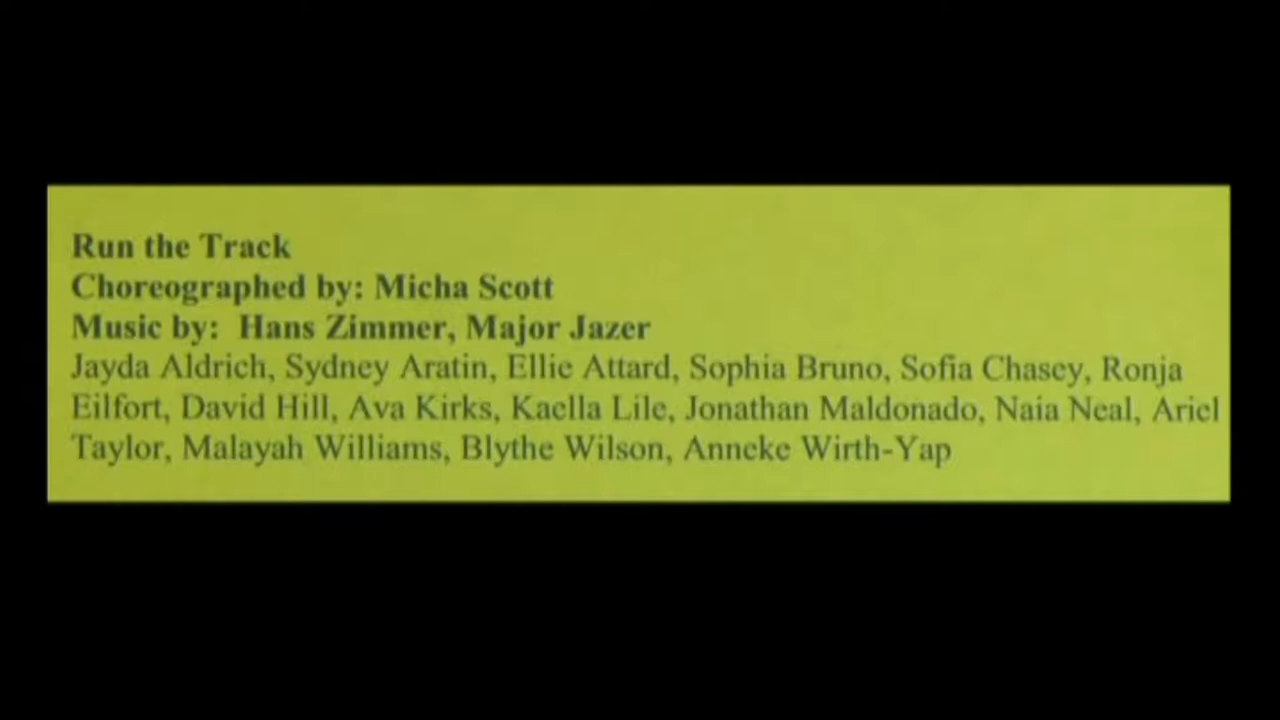 Run the Track
Choreographed by: Micha Scott
Music by:  Hans Zimmer, Major Jazer
Jayda Aldrich, Sydney Aratin, Ellie Attard, Sophia Bruno, Sofia Chasey, Ronja
Eilfort, David Hill, Ava Kirks, Kaella Lile, Jonathan Maldonado, Naia Neal, Ariel
Taylor, Malayah Williams, Blythe Wilson, Anneke Wirth-Yap